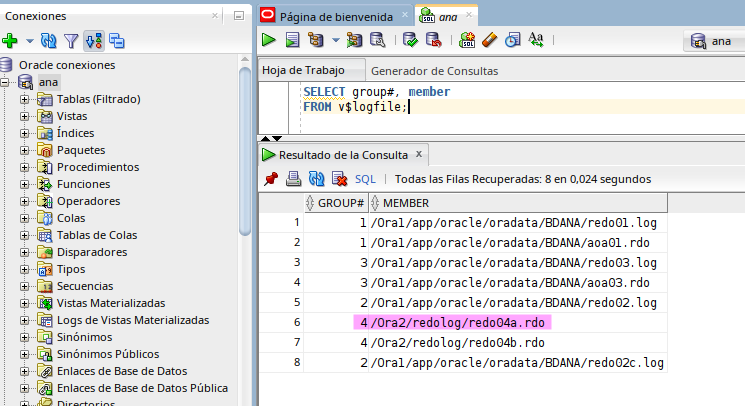 Conexiones
Página de bienvenida
ana
ana
Oracle conexiones
ana
Tablas (Filtrado)
Vistas
Índices
Paquetes
Procedimientos
Funciones
Operadores
Colas
Tablas de Colas
Disparadores
Tipos
Secuencias
Vistas Materializadas
Logs de Vistas Materializadas
Sinónimos
Sinónimos Públicos
Enlaces de Base de Datos
Enlaces de Base de Datos Pública
Directorios
Hoja de Trabajo
Generador de Consultas
SELECT group#, member
FROM v$logfile;
Resultado de la Consulta
SQL
Todas las Filas Recuperadas: 8 en 0,024 segundos
GROUP# MEMBER
1 1 /Ora1/app/oracle/oradata/BDANA/redo01.log
2 1 /Ora1/app/oracle/oradata/BDANA/aoa01.rdo
3 3 /Ora1/app/oracle/oradata/BDANA/redo03.log
4 3 /Ora1/app/oracle/oradata/BDANA/aoa03.rdo
5 2 /Ora1/app/oracle/oradata/BDANA/redo02.log
6 4 /Ora2/redolog/redo04a.rdo
7 4 /Ora2/redolog/redo04b.rdo
8 2 /Ora1/app/oracle/oradata/BDANA/redo02c.log